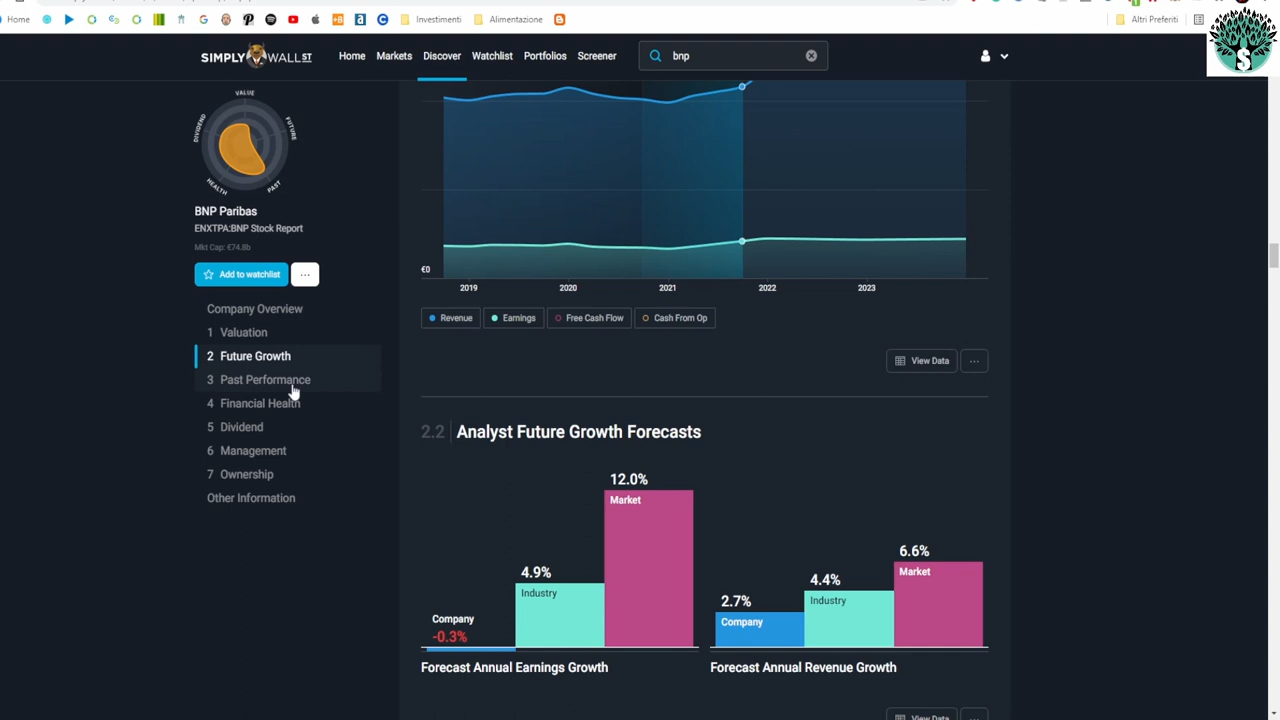 Home
Investimenti
Alimentazione
Altri Preferiti
SIMPLY WALL ST
Home Markets Discover Watchlist Portfolios Screener
bnp
VALUE
FUTURE
PAST
HEALTH
DIVIDEND
BNP Paribas
ENXTPA:BNP Stock Report
Mkt Cap: €74.8b
Add to watchlist
...
Company Overview
1 Valuation
2 Future Growth
3 Past Performance
4 Financial Health
5 Dividend
6 Management
7 Ownership
Other Information
€0
2019 2020 2021 2022 2023
Revenue Earnings Free Cash Flow Cash From Op
View Data ...
2.2 Analyst Future Growth Forecasts
Company
-0.3%
4.9%
Industry
12.0%
Market
Forecast Annual Earnings Growth
2.7%
Company
4.4%
Industry
6.6%
Market
Forecast Annual Revenue Growth
View Data